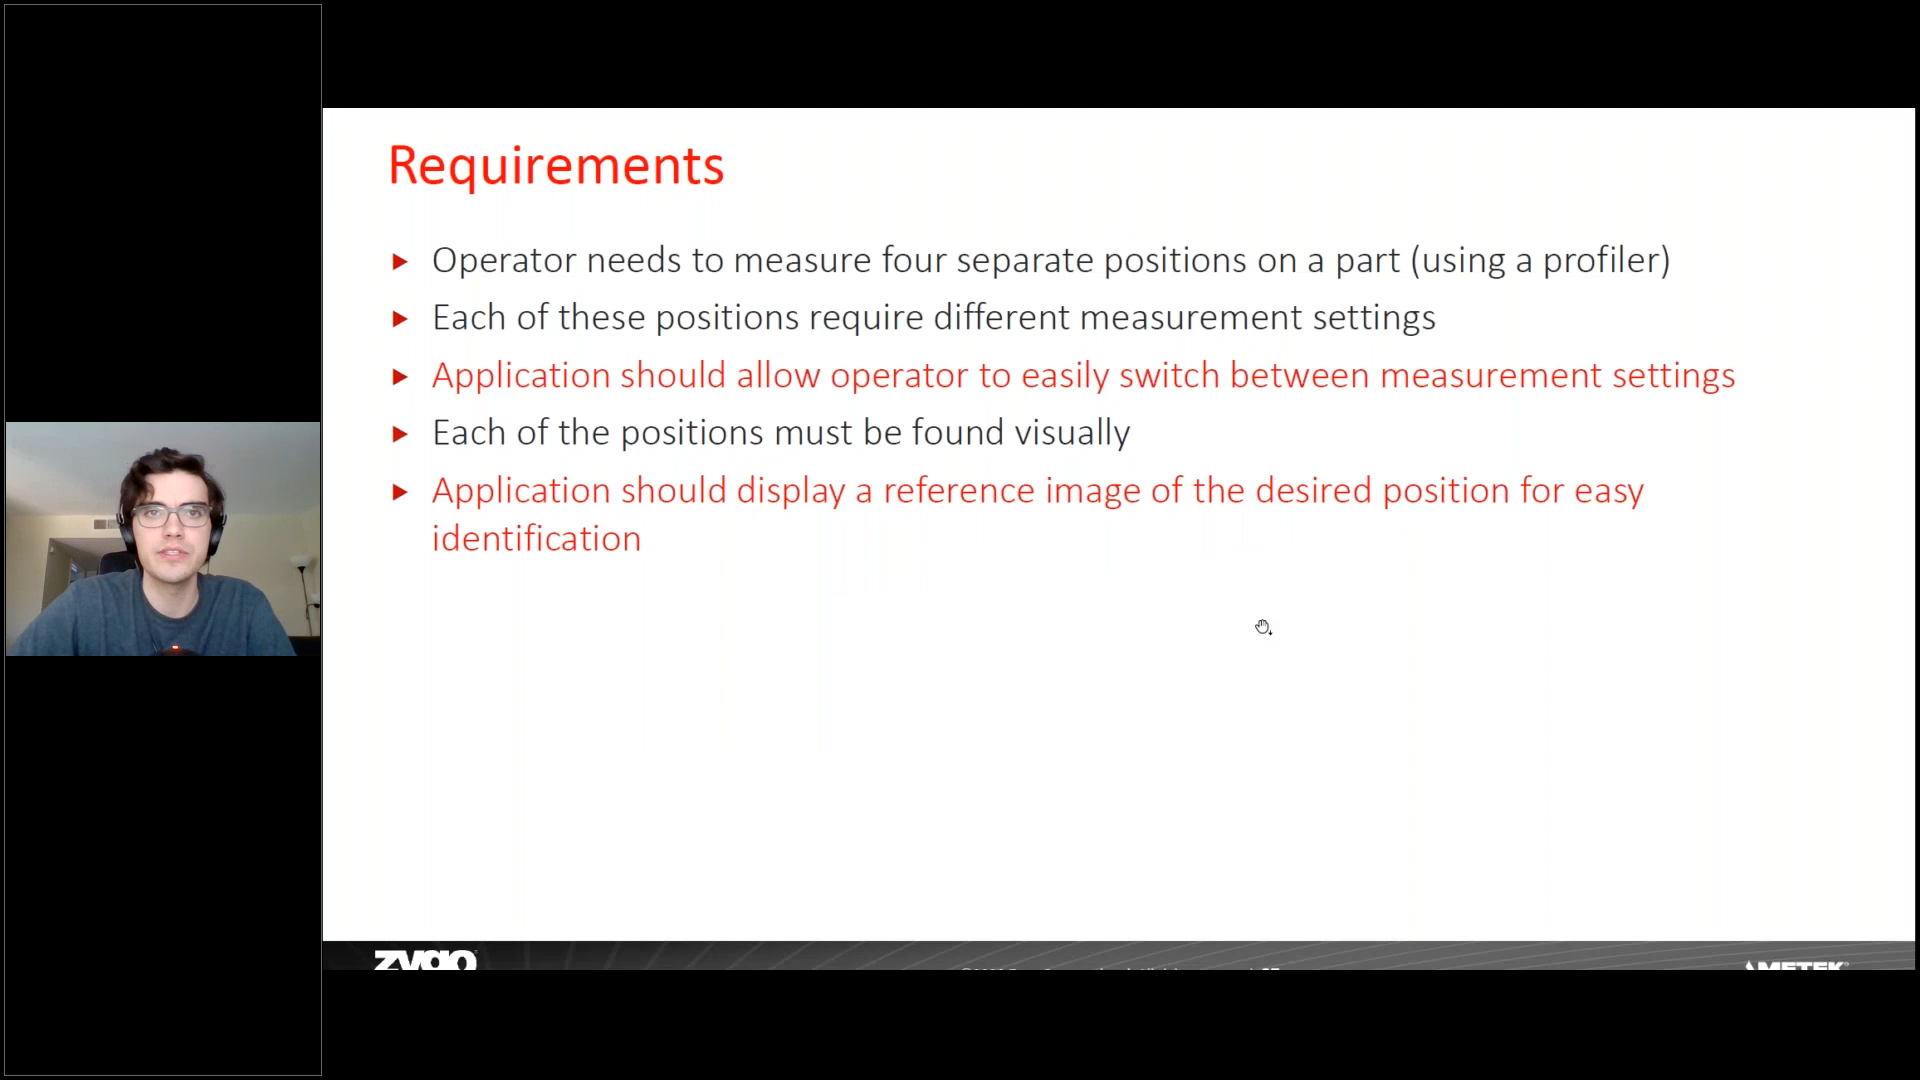 Requirements
Operator needs to measure four separate positions on a part (using a profiler)
Each of these positions require different measurement settings
Application should allow operator to easily switch between measurement settings
Each of the positions must be found visually
Application should display a reference image of the desired position for easy
identification
zygo
AMETEK